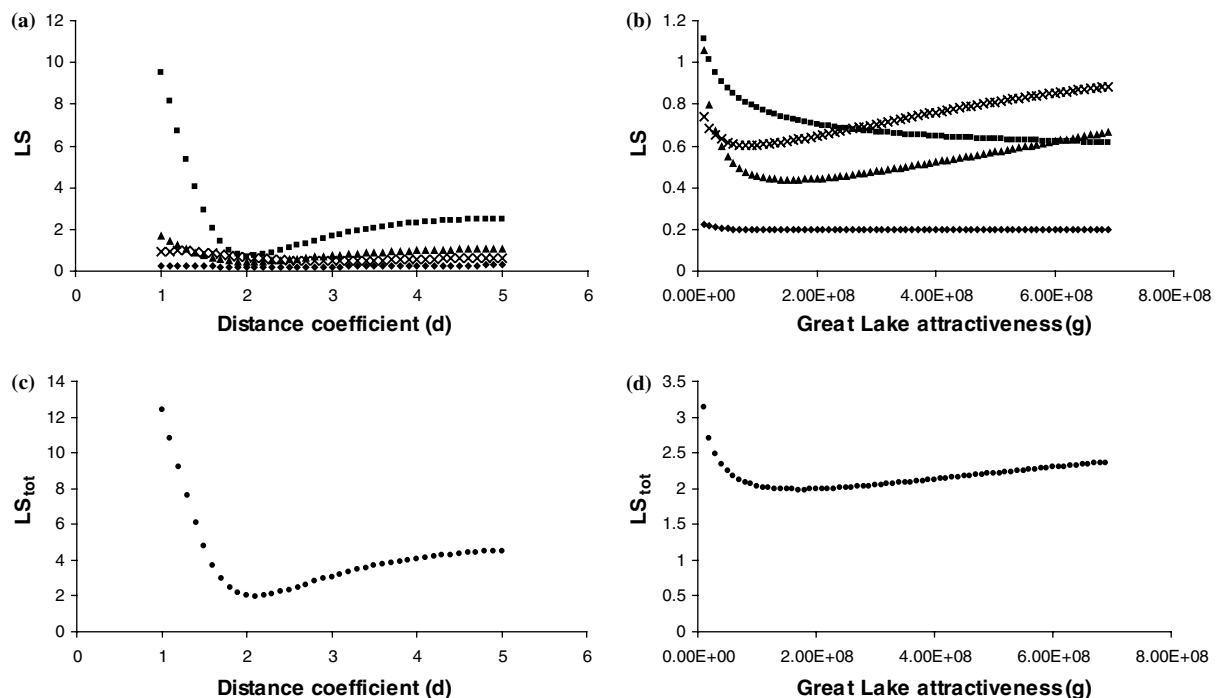 (a)
12
10
8
6
4
2
0
LS
0 1 2 3 4 5 6
Distance coefficient (d)
(b)
1.2
1
0.8
0.6
0.4
0.2
0
LS
0.00E+00 2.00E+08 4.00E+08 6.00E+08 8.00E+08
Great Lake attractiveness (g)
(c)
14
12
10
8
6
4
2
0
LStot
0 1 2 3 4 5 6
Distance coefficient (d)
(d)
3.5
3
2.5
2
1.5
1
0.5
0
LStot
0.00E+00 2.00E+08 4.00E+08 6.00E+08 8.00E+08
Great Lake attractiveness (g)